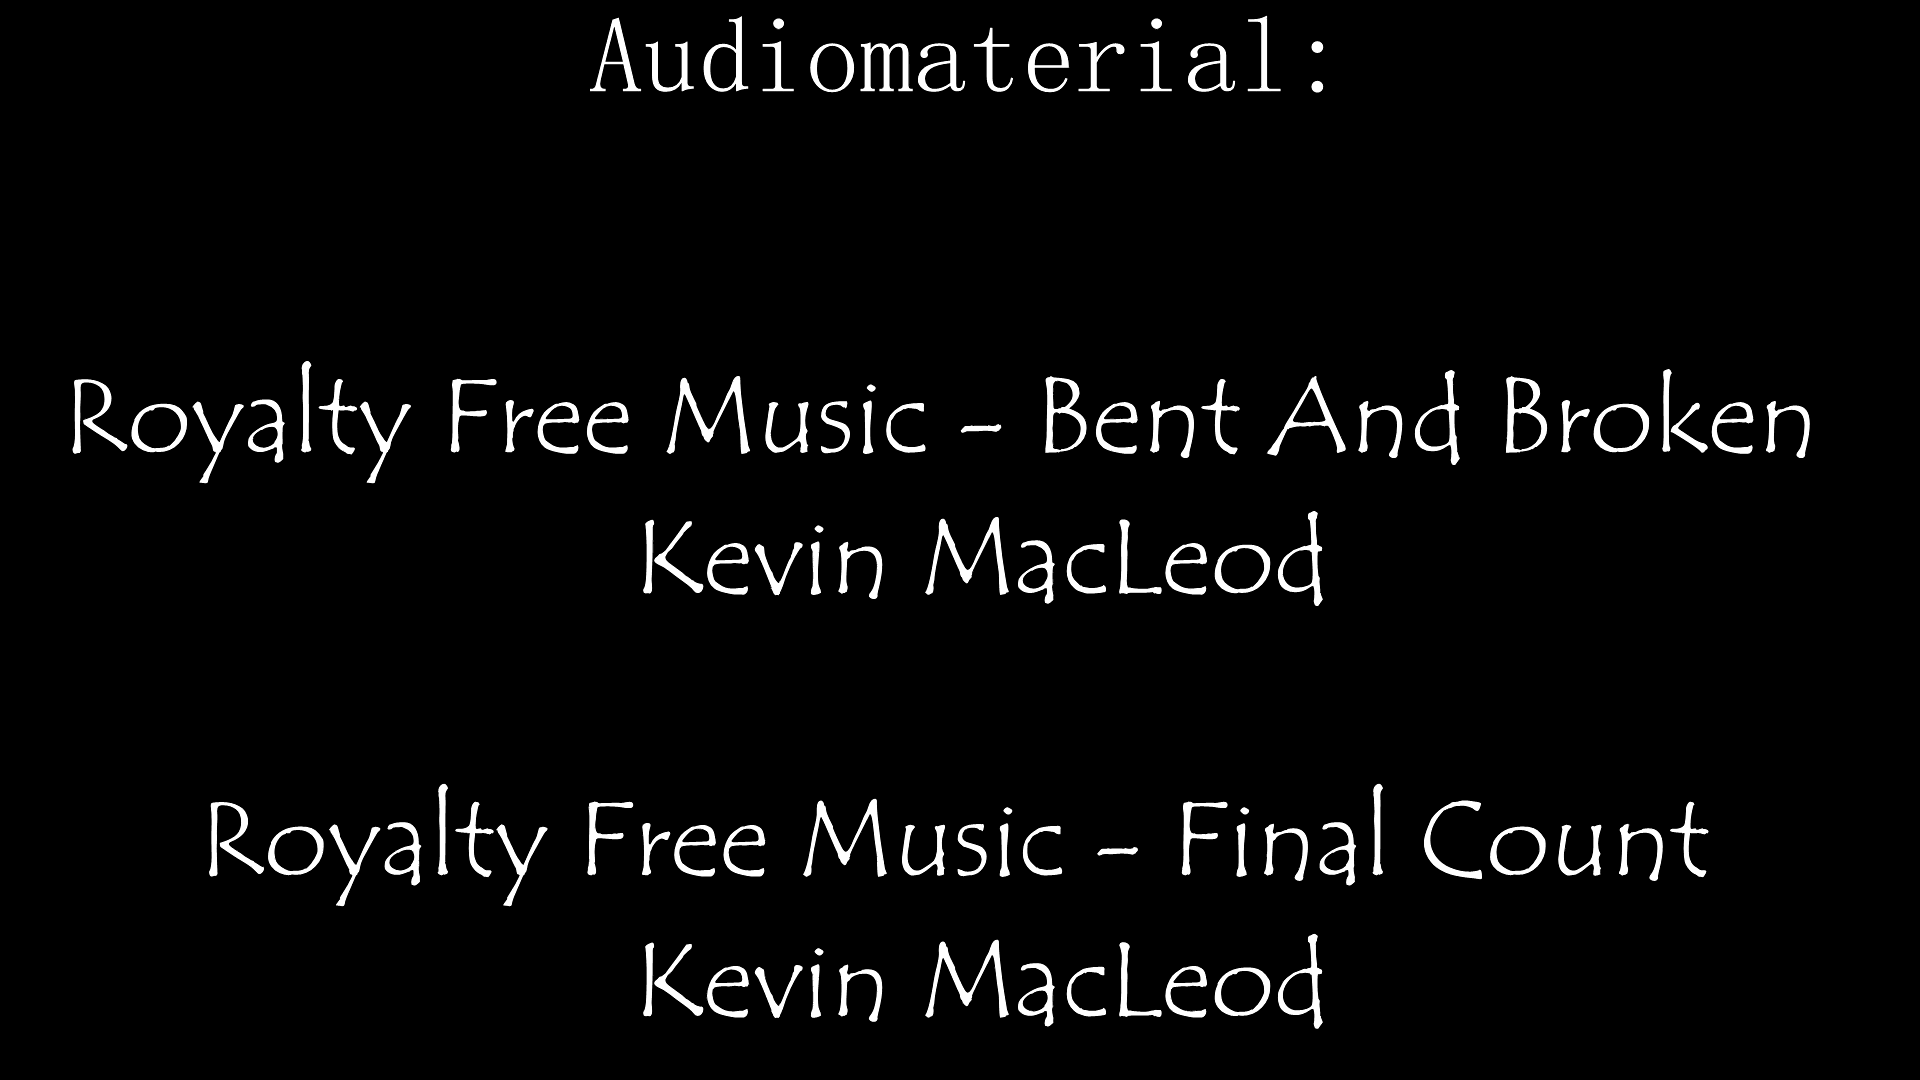 Audiomaterial:
Royalty Free Music - Bent And Broken
Kevin MacLeod
Royalty Free Music - Final Count
Kevin MacLeod